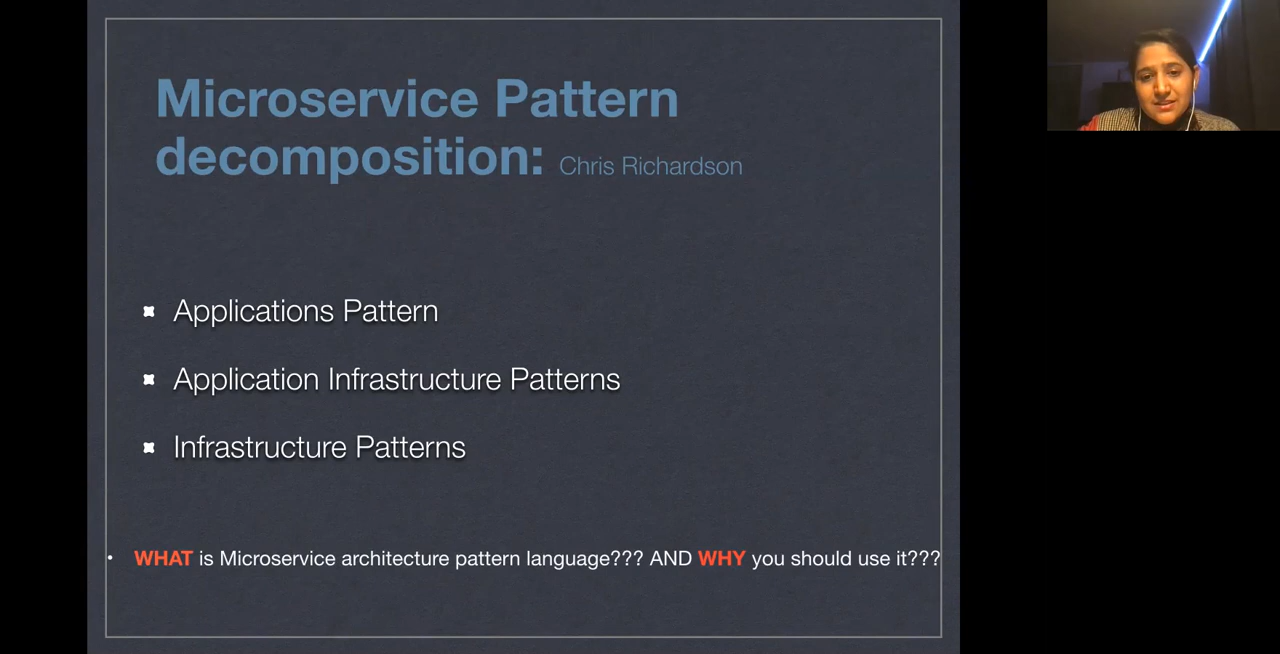 Microservice Pattern
decomposition: Chris Richardson
Applications Pattern
Application Infrastructure Patterns
Infrastructure Patterns
WHAT is Microservice architecture pattern language??? AND WHY you should use it???